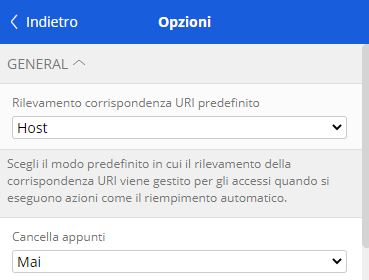 Indietro
Opzioni
GENERAL
Rilevamento corrispondenza URI predefinito
Host
Scegli il modo predefinito in cui il rilevamento della
corrispondenza URI viene gestito per gli accessi quando si
eseguono azioni come il riempimento automatico.
Cancella appunti
Mai